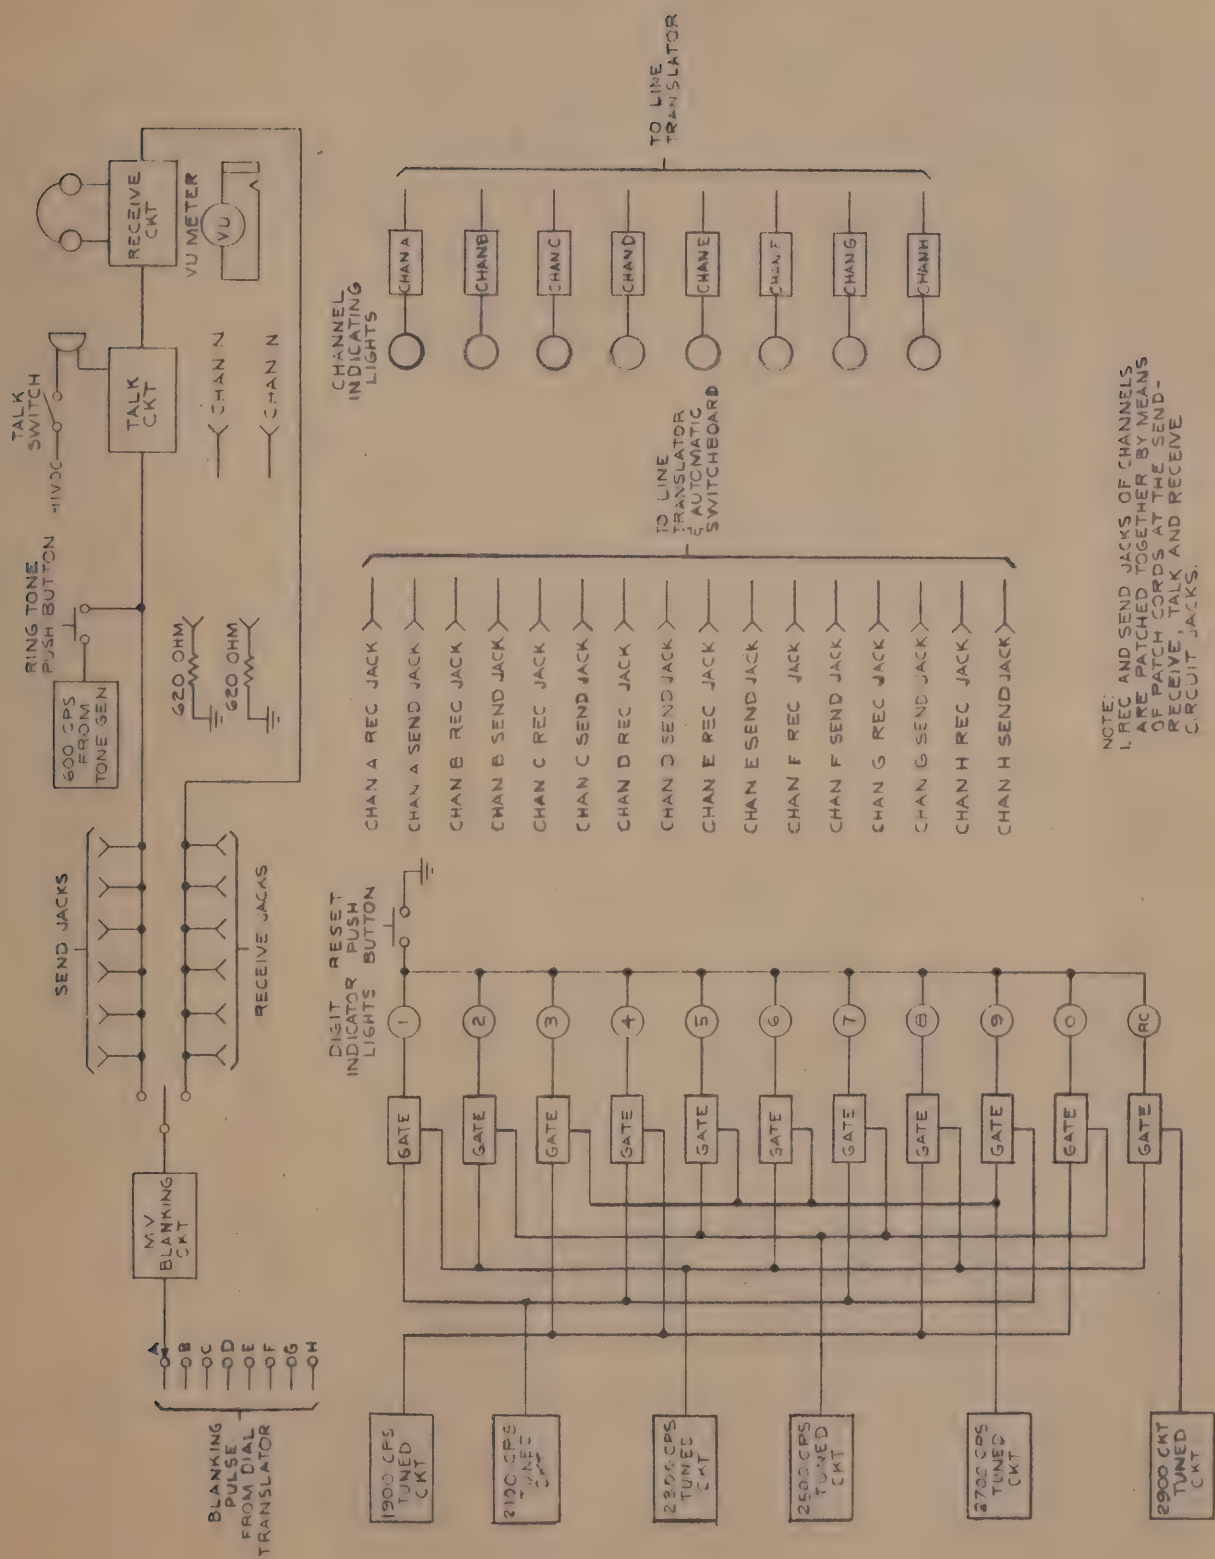 BLANKING
PULSE
FROM DIAL
TRANSLATOR
A
B
C
D
E
F
G
H
MV
BLANKING
CKT
SEND JACKS
RECEIVE JACKS
600 CPS
FROM
TONE GEN
RING TONE
PUSH BUTTON
620 OHM
620 OHM
-11VDC
TALK
SWITCH
TALK
CKT
CHAN N
CHAN N
RECEIVE
CKT
VU METER
VU
1900 CPS
TUNED
CKT
2100 CPS
TUNED
CKT
2300 CPS
TUNED
CKT
2500 CPS
TUNED
CKT
2700 CPS
TUNED
CKT
2900 CKT
TUNED
CKT
GATE
GATE
GATE
GATE
GATE
GATE
GATE
GATE
GATE
GATE
GATE
DIGIT
INDICATOR
LIGHTS
RESET
PUSH
BUTTON
1
2
3
4
5
6
7
8
9
0
RC
CHAN A REC JACK
CHAN A SEND JACK
CHAN B REC JACK
CHAN B SEND JACK
CHAN C REC JACK
CHAN C SEND JACK
CHAN D REC JACK
CHAN D SEND JACK
CHAN E REC JACK
CHAN E SEND JACK
CHAN F REC JACK
CHAN F SEND JACK
CHAN G REC JACK
CHAN G SEND JACK
CHAN H REC JACK
CHAN H SEND JACK
TO LINE
TRANSLATOR
& AUTOMATIC
SWITCHBOARD
CHANNEL
INDICATING
LIGHTS
CHAN A
CHAN B
CHAN C
CHAN D
CHAN E
CHAN F
CHAN G
CHAN H
TO LINE
TRANSLATOR
NOTE:
1. REC AND SEND JACKS OF CHANNELS
ARE PATCHED TOGETHER BY MEANS
OF PATCH CORDS AT THE SEND-
RECEIVE, TALK AND RECEIVE
CIRCUIT JACKS.